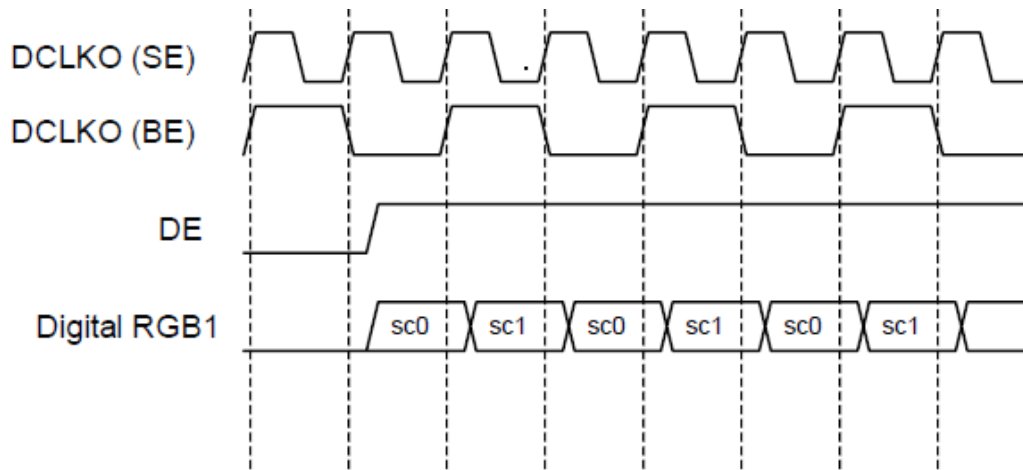 DCLKO (SE)
DCLKO (BE)
DE
Digital RGB1 sc0 sc1 sc0 sc1 sc0 sc1